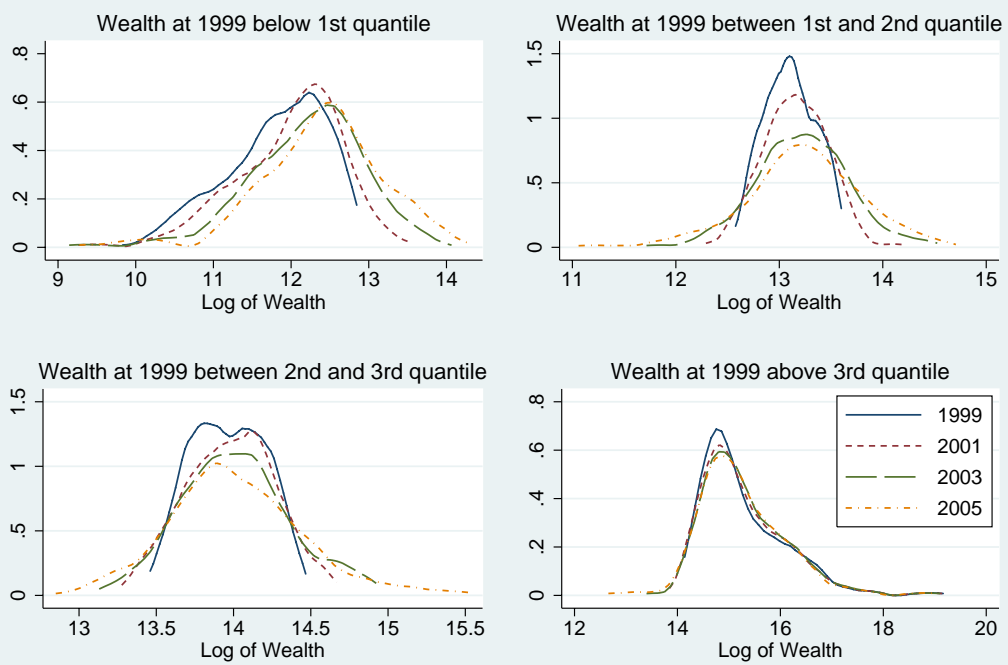 Wealth at 1999 below 1st quantile
.8
.6
.4
.2
0
9 10 11 12 13 14
Log of Wealth
Wealth at 1999 between 1st and 2nd quantile
1.5
1
.5
0
11 12 13 14 15
Log of Wealth
Wealth at 1999 between 2nd and 3rd quantile
1.5
1
.5
0
13 13.5 14 14.5 15 15.5
Log of Wealth
Wealth at 1999 above 3rd quantile
.8
.6
.4
.2
0
12 14 16 18 20
Log of Wealth
1999
2001
2003
2005